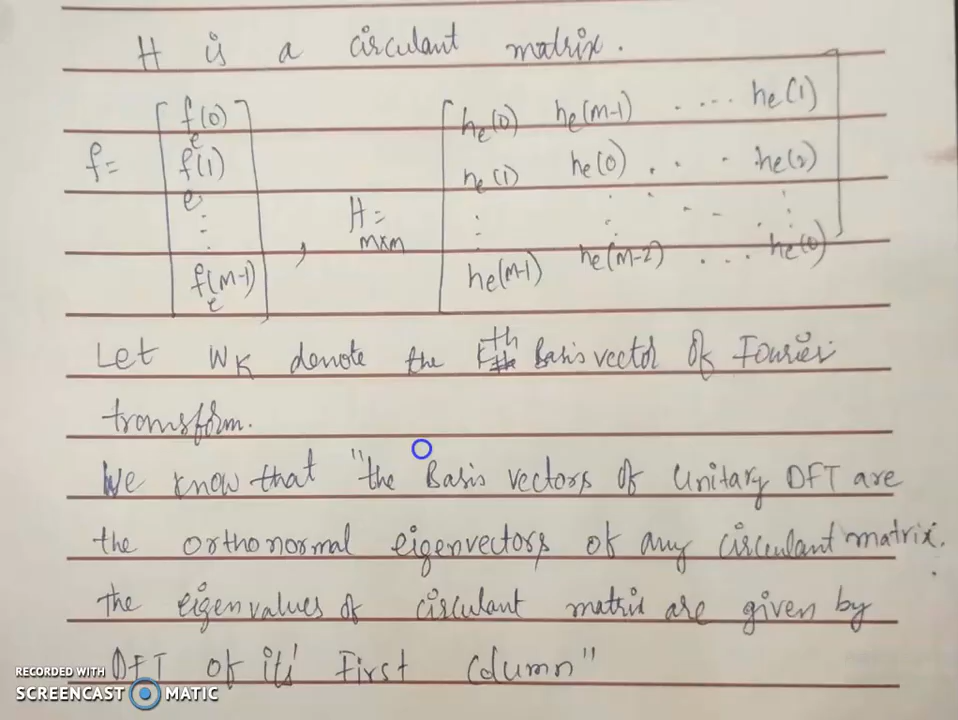 H is a circulant matrix.
f(0) he(0) he(m-1) . ... he(1)
e
f= f(1) he(1) he(0) . . . he(2)
e
: H= : : . . . :
. , m×m
f(m-1) he(m-1) he(m-2) . ... he(0)
e
Let WK denote the Kth Basis vector of Fourier
transform.
We know that "the Basis vectors of Unitary DFT are
the orthonormal eigenvectors of any circulant matrix.
the eigenvalues of circulant matrix are given by
DFT of its' First Column"
RECORDED WITH
SCREENCAST MATIC